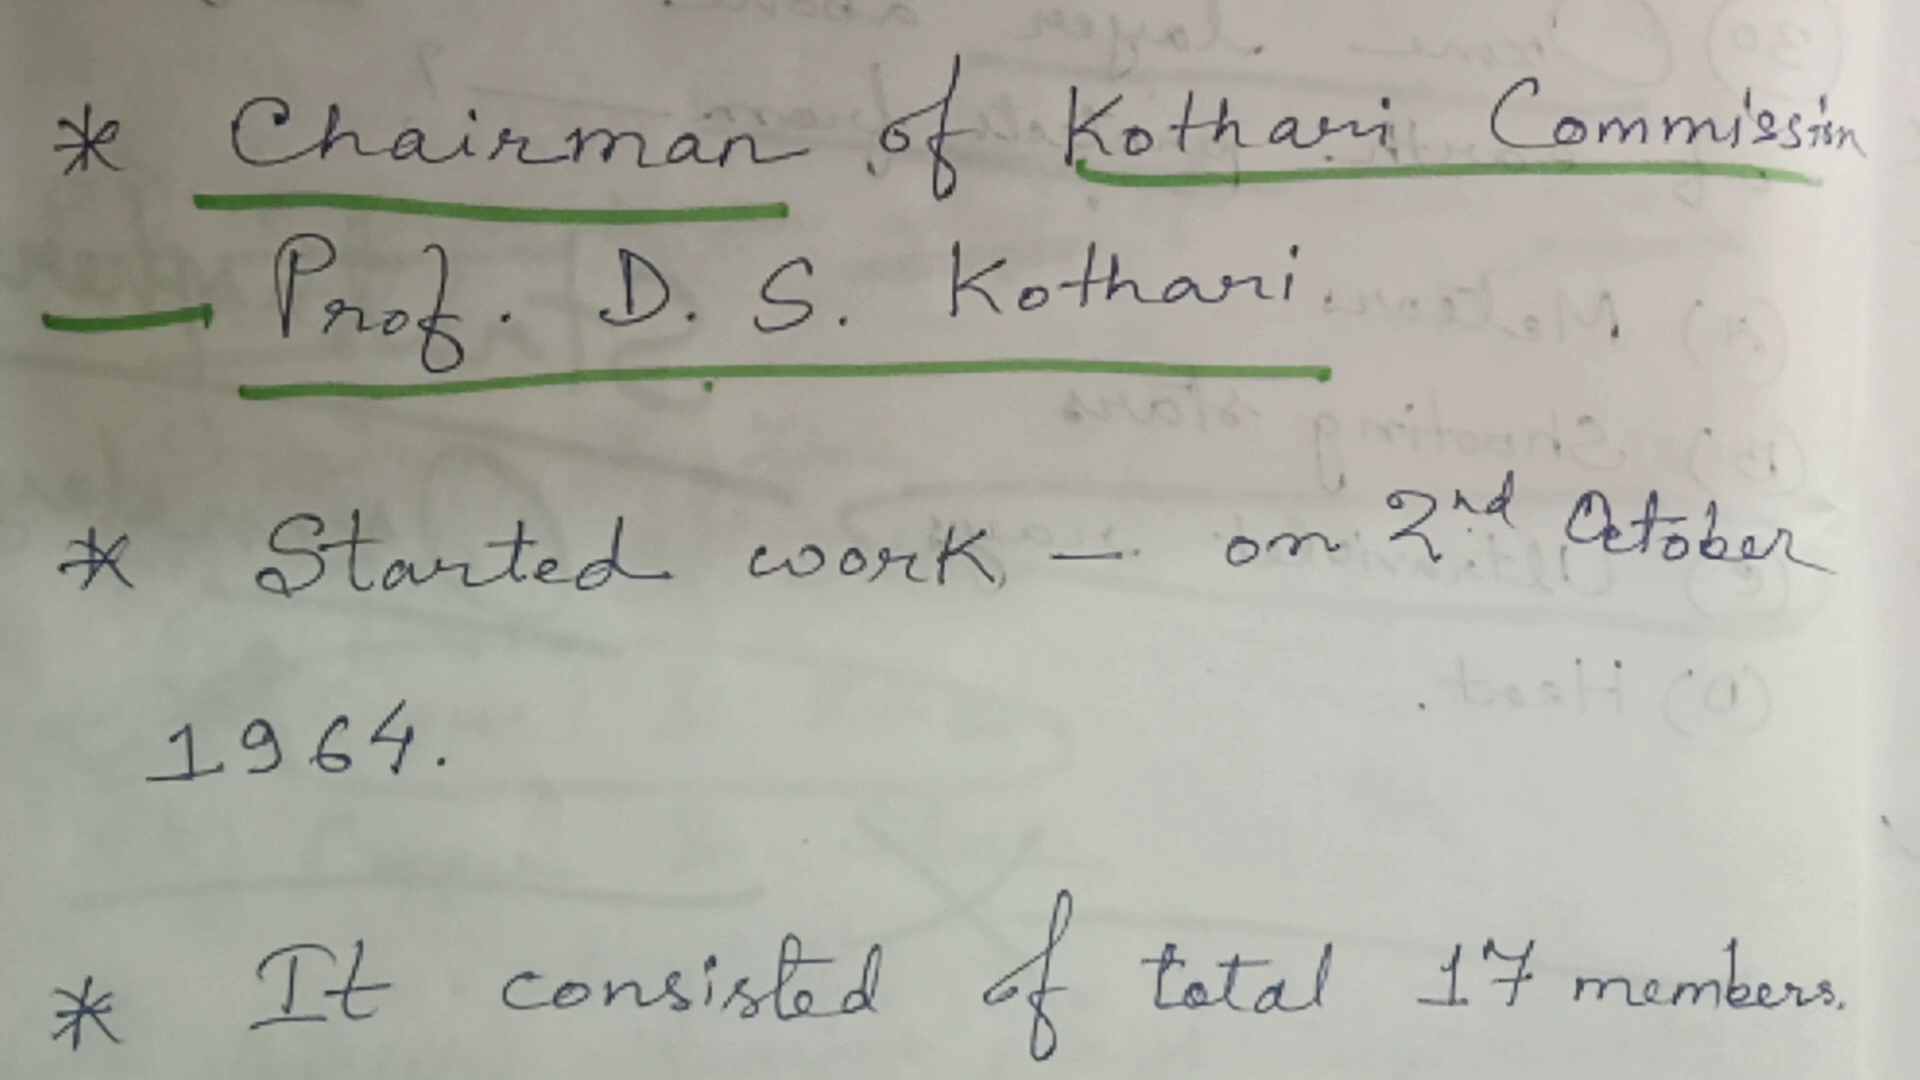 * Chairman of Kothari Commission
— Prof. D. S. Kothari
* Started work — on 2nd October
1964.
* It consisted of total 17 members.